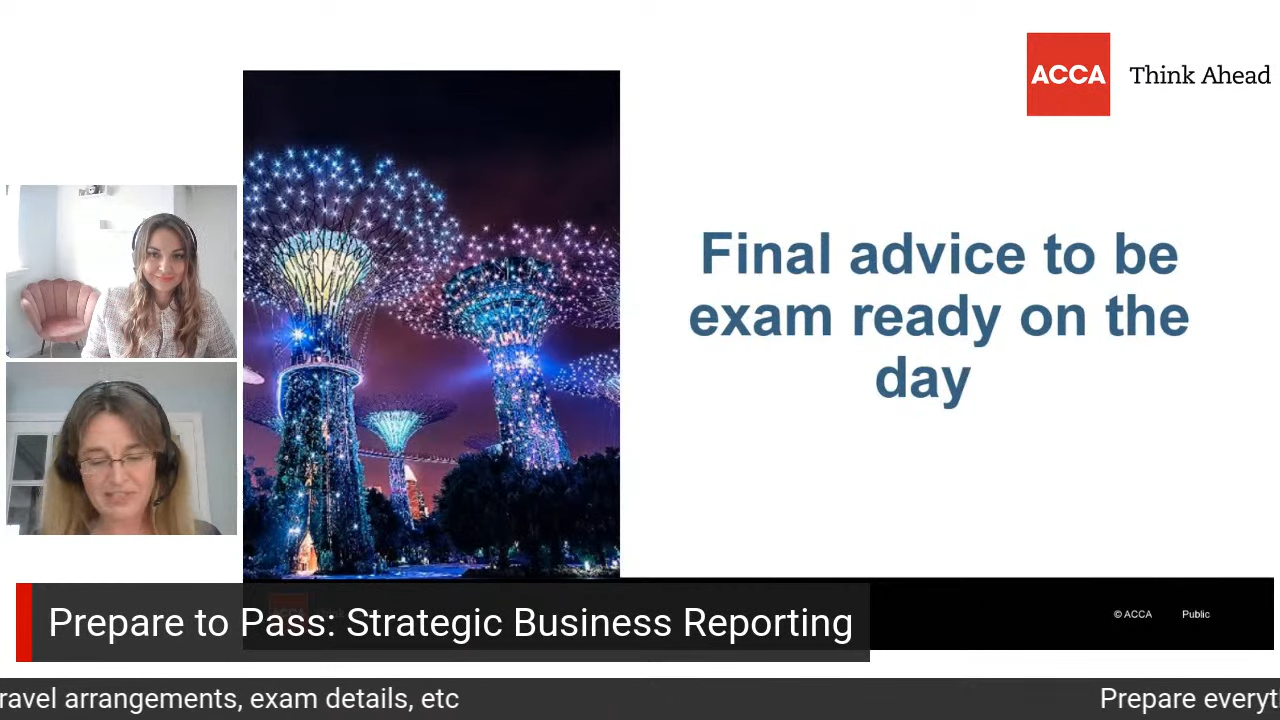 ACCA
Think Ahead
Final advice to be
exam ready on the
day
Prepare to Pass: Strategic Business Reporting
© ACCA
Public
ravel arrangements, exam details, etc
Prepare everyt